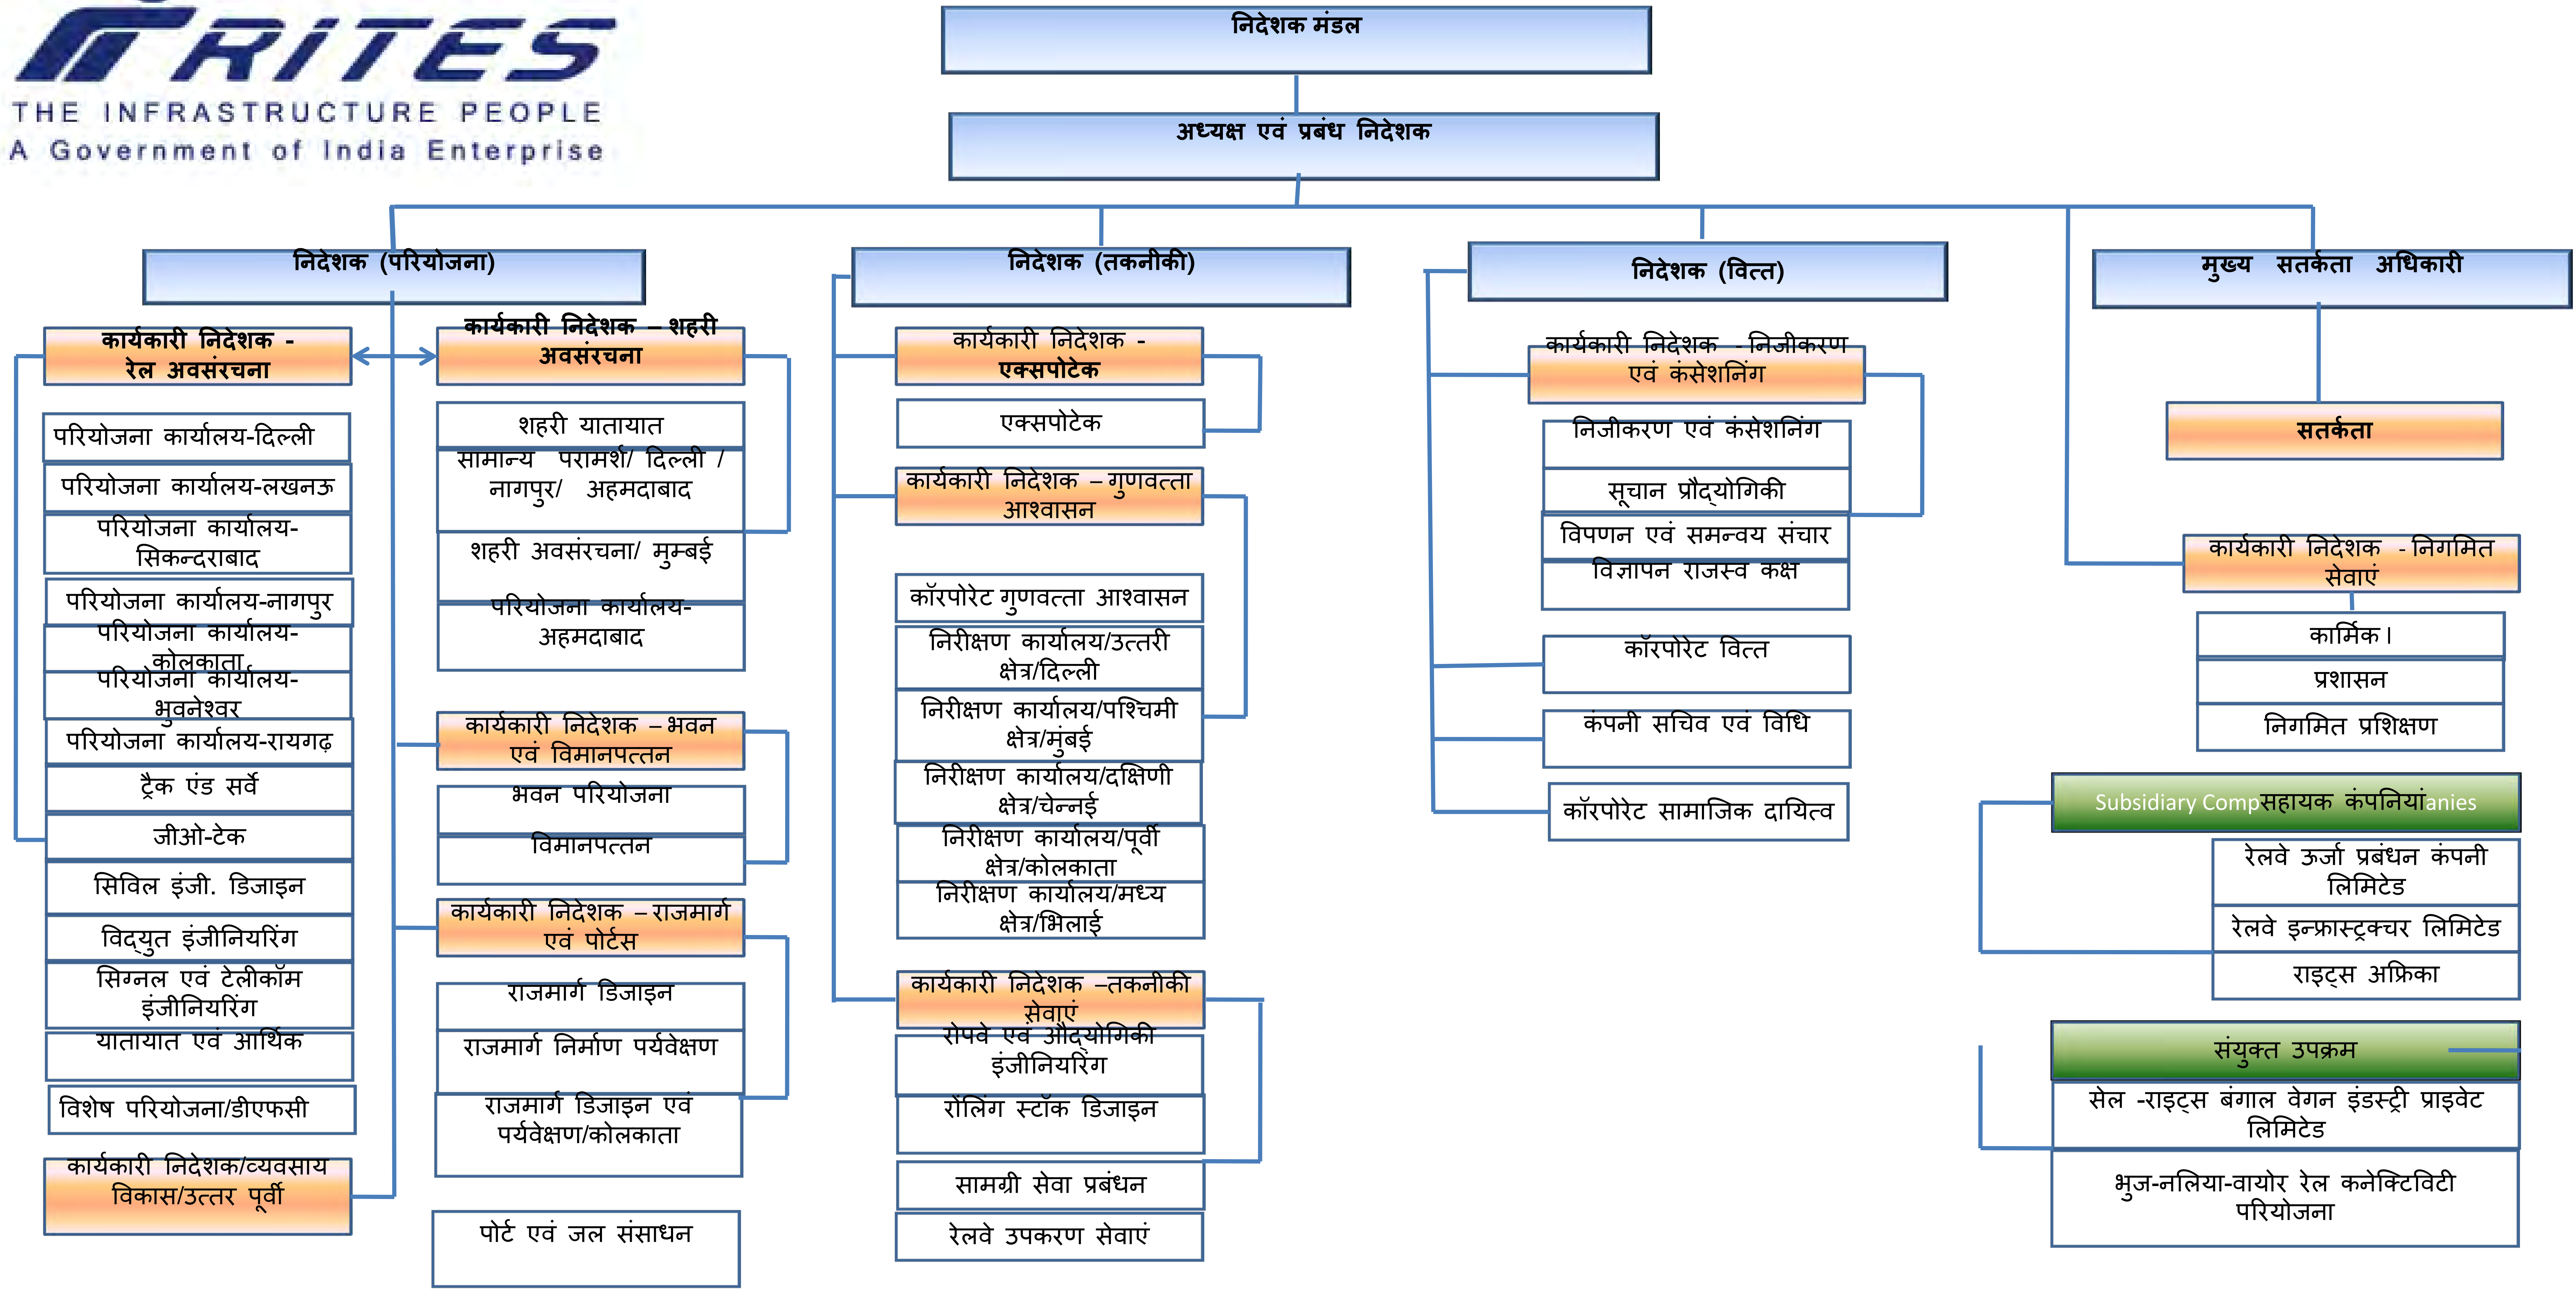 RITES
THE INFRASTRUCTURE PEOPLE
A Government of India Enterprise
निदेशक मंडल
अध्यक्ष एवं प्रबंध निदेशक
निदेशक (परियोजना)
कार्यकारी निदेशक -
रेल अवसंरचना
परियोजना कार्यालय-दिल्ली
परियोजना कार्यालय-लखनऊ
परियोजना कार्यालय-
सिकन्दराबाद
परियोजना कार्यालय-नागपुर
परियोजना कार्यालय-
कोलकाता
परियोजना कार्यालय-
भुवनेश्वर
परियोजना कार्यालय-रायगढ़
ट्रैक एंड सर्वे
जीओ-टेक
सिविल इंजी. डिजाइन
विद्युत इंजीनियरिंग
सिग्नल एवं टेलीकॉम
इंजीनियरिंग
यातायात एवं आर्थिक
विशेष परियोजना/डीएफसी
कार्यकारी निदेशक/व्यवसाय
विकास/उत्तर पूर्वी
कार्यकारी निदेशक – शहरी
अवसंरचना
शहरी यातायात
सामान्य परामर्श/ दिल्ली /
नागपुर/ अहमदाबाद
शहरी अवसंरचना/ मुम्बई
परियोजना कार्यालय-
अहमदाबाद
कार्यकारी निदेशक – भवन
एवं विमानपत्तन
भवन परियोजना
विमानपत्तन
कार्यकारी निदेशक – राजमार्ग
एवं पोर्टस
राजमार्ग डिजाइन
राजमार्ग निर्माण पर्यवेक्षण
राजमार्ग डिजाइन एवं
पर्यवेक्षण/कोलकाता
पोर्ट एवं जल संसाधन
निदेशक (तकनीकी)
कार्यकारी निदेशक -
एक्सपोटेक
एक्सपोटेक
कार्यकारी निदेशक – गुणवत्ता
आश्वासन
कॉरपोरेट गुणवत्ता आश्वासन
निरीक्षण कार्यालय/उत्तरी
क्षेत्र/दिल्ली
निरीक्षण कार्यालय/पश्चिमी
क्षेत्र/मुंबई
निरीक्षण कार्यालय/दक्षिणी
क्षेत्र/चेन्नई
निरीक्षण कार्यालय/पूर्वी
क्षेत्र/कोलकाता
निरीक्षण कार्यालय/मध्य
क्षेत्र/भिलाई
कार्यकारी निदेशक –तकनीकी
सेवाएं
रोपवे एवं औद्योगिकी
इंजीनियरिंग
रोंलिंग स्टॉक डिजाइन
सामग्री सेवा प्रबंधन
रेलवे उपकरण सेवाएं
निदेशक (वित्त)
कार्यकारी निदेशक - निजीकरण
एवं कंसेशनिंग
निजीकरण एवं कंसेशनिंग
सूचान प्रौद्योगिकी
विपणन एवं समन्वय संचार
विज्ञापन राजस्व कक्ष
कॉरपोरेट वित्त
कंपनी सचिव एवं विधि
कॉरपोरेट सामाजिक दायित्व
मुख्य सतर्कता अधिकारी
सतर्कता
कार्यकारी निदेशक - निगमित
सेवाएं
कार्मिक।
प्रशासन
निगमित प्रशिक्षण
Subsidiary Compसहायक कंपनियांanies
रेलवे ऊर्जा प्रबंधन कंपनी
लिमिटेड
रेलवे इन्फ्रास्ट्रक्चर लिमिटेड
राइट्स अफ्रिका
संयुक्त उपक्रम
सेल -राइट्स बंगाल वेगन इंडस्ट्री प्राइवेट
लिमिटेड
भुज-नलिया-वायोर रेल कनेक्टिविटी
परियोजना